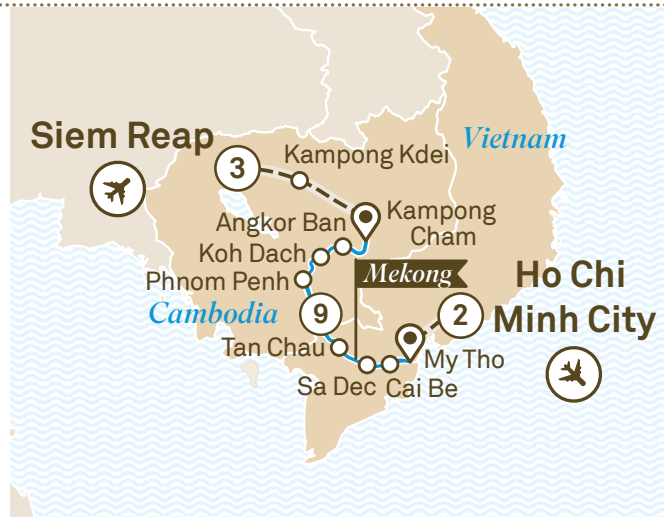 Siem Reap
3
Kampong Kdei
Vietnam
Angkor Ban
Kampong
Cham
Koh Dach
Phnom Penh
Mekong
Cambodia
9
2
Ho Chi
Minh City
Tan Chau
My Tho
Sa Dec
Cai Be